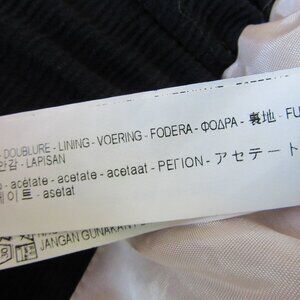 DOUBLURE - LINING - VOERING - FODERA - ΦΟΔΡΑ - 裏地 - FU
안감 - LAPISAN
- acétate - acetate - acetaat - ΡΕΓΙΟΝ - アセテート
이트 - asetat
JANGAN GUNAKAN